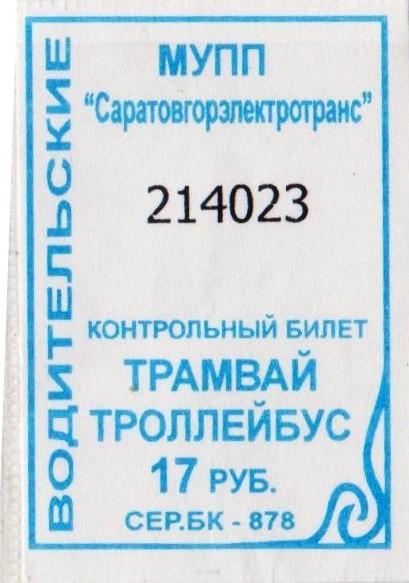 ВОДИТЕЛЬСКИЕ
МУПП
"Саратовгорэлектротранс"
214023
КОНТРОЛЬНЫЙ БИЛЕТ
ТРАМВАЙ
ТРОЛЛЕЙБУС
17 РУБ.
СЕР.БК - 878